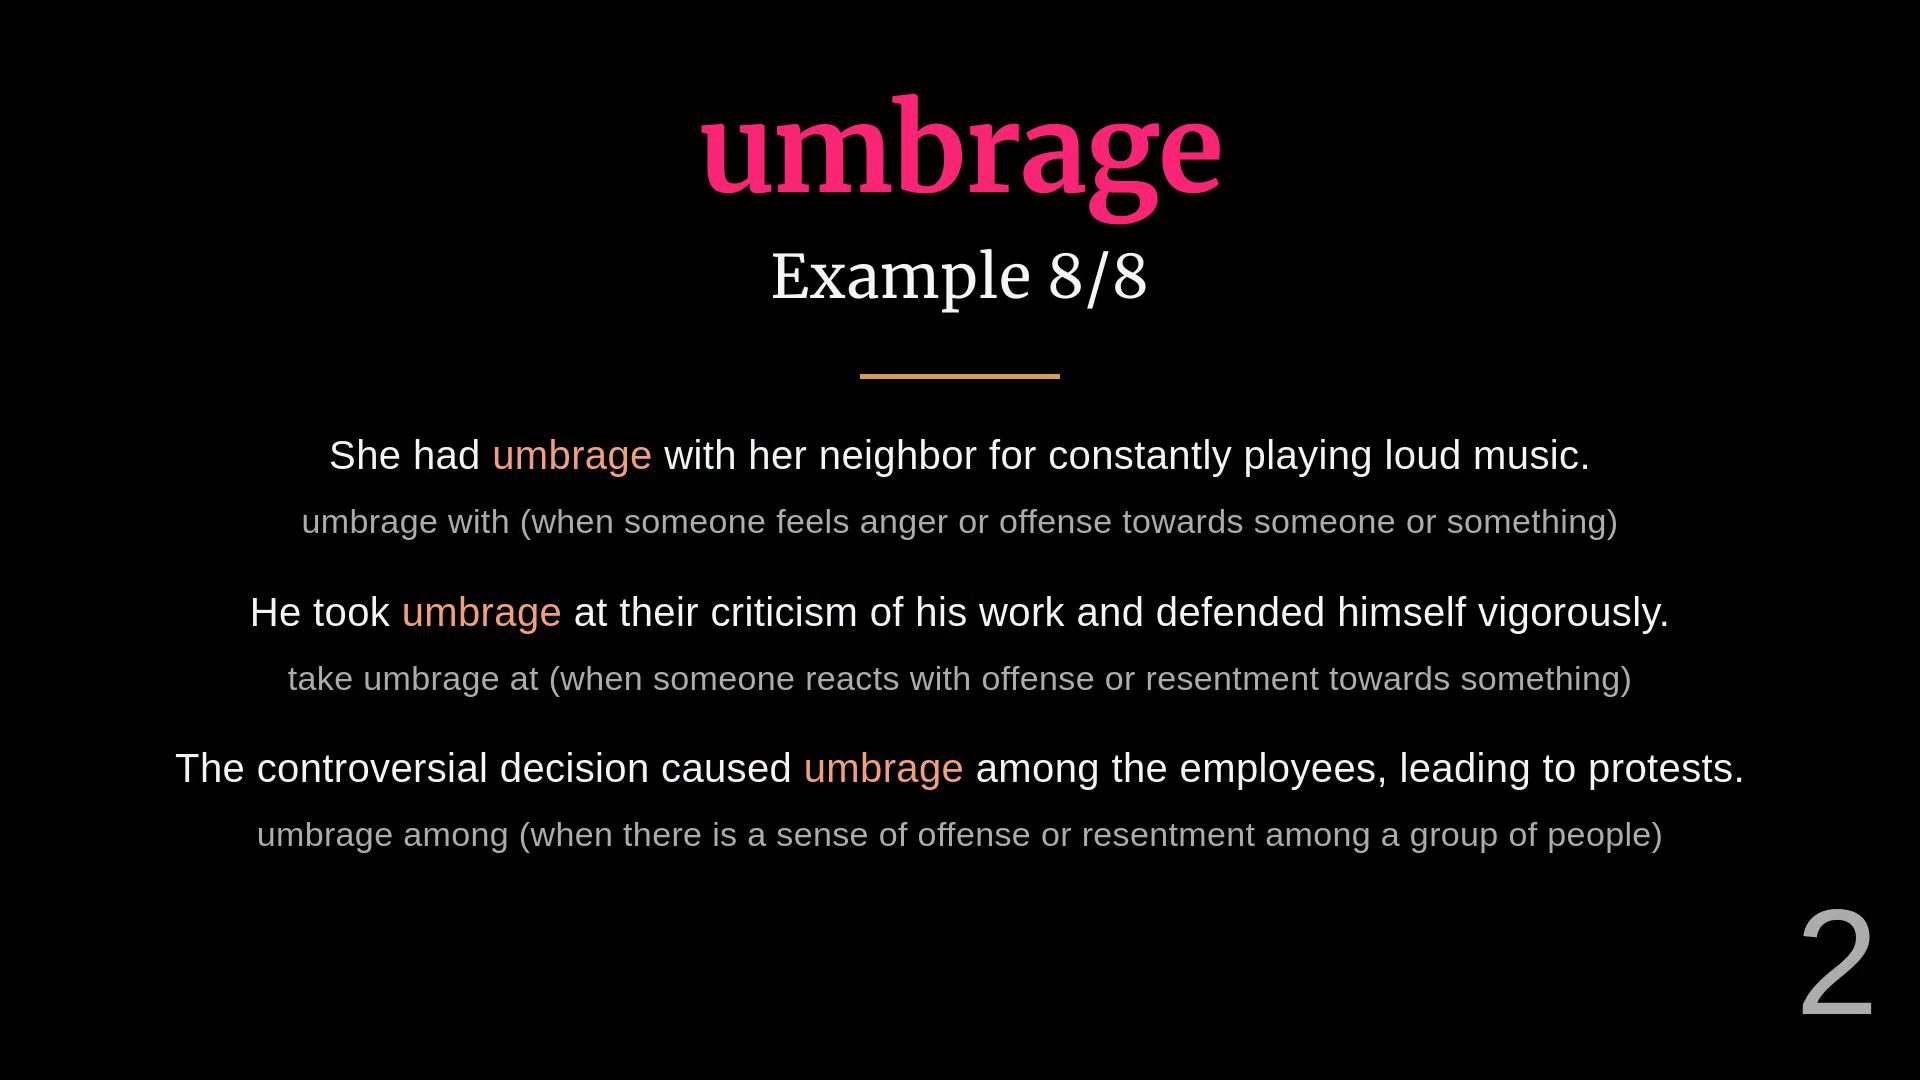 umbrage
Example 8/8
She had umbrage with her neighbor for constantly playing loud music.
umbrage with (when someone feels anger or offense towards someone or something)
He took umbrage at their criticism of his work and defended himself vigorously.
take umbrage at (when someone reacts with offense or resentment towards something)
The controversial decision caused umbrage among the employees, leading to protests.
umbrage among (when there is a sense of offense or resentment among a group of people)
2